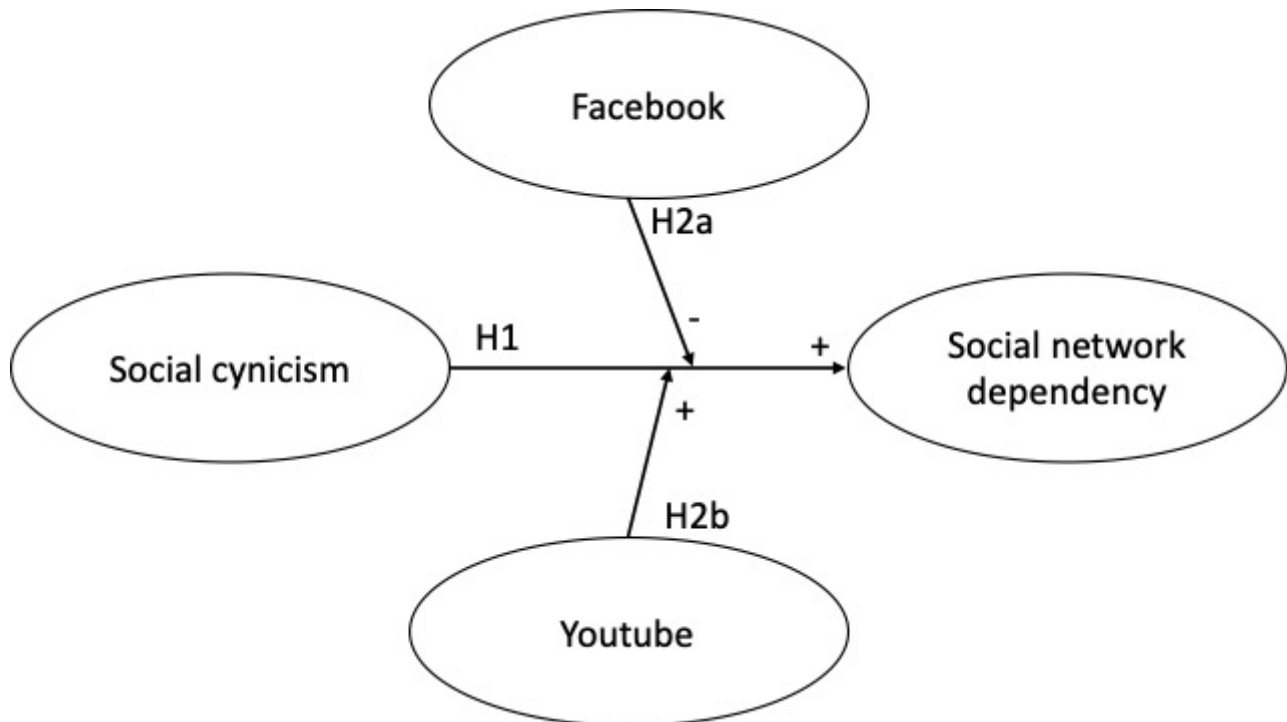 Facebook
H2a
-
H1
+
Social cynicism
Social network
dependency
+
H2b
Youtube